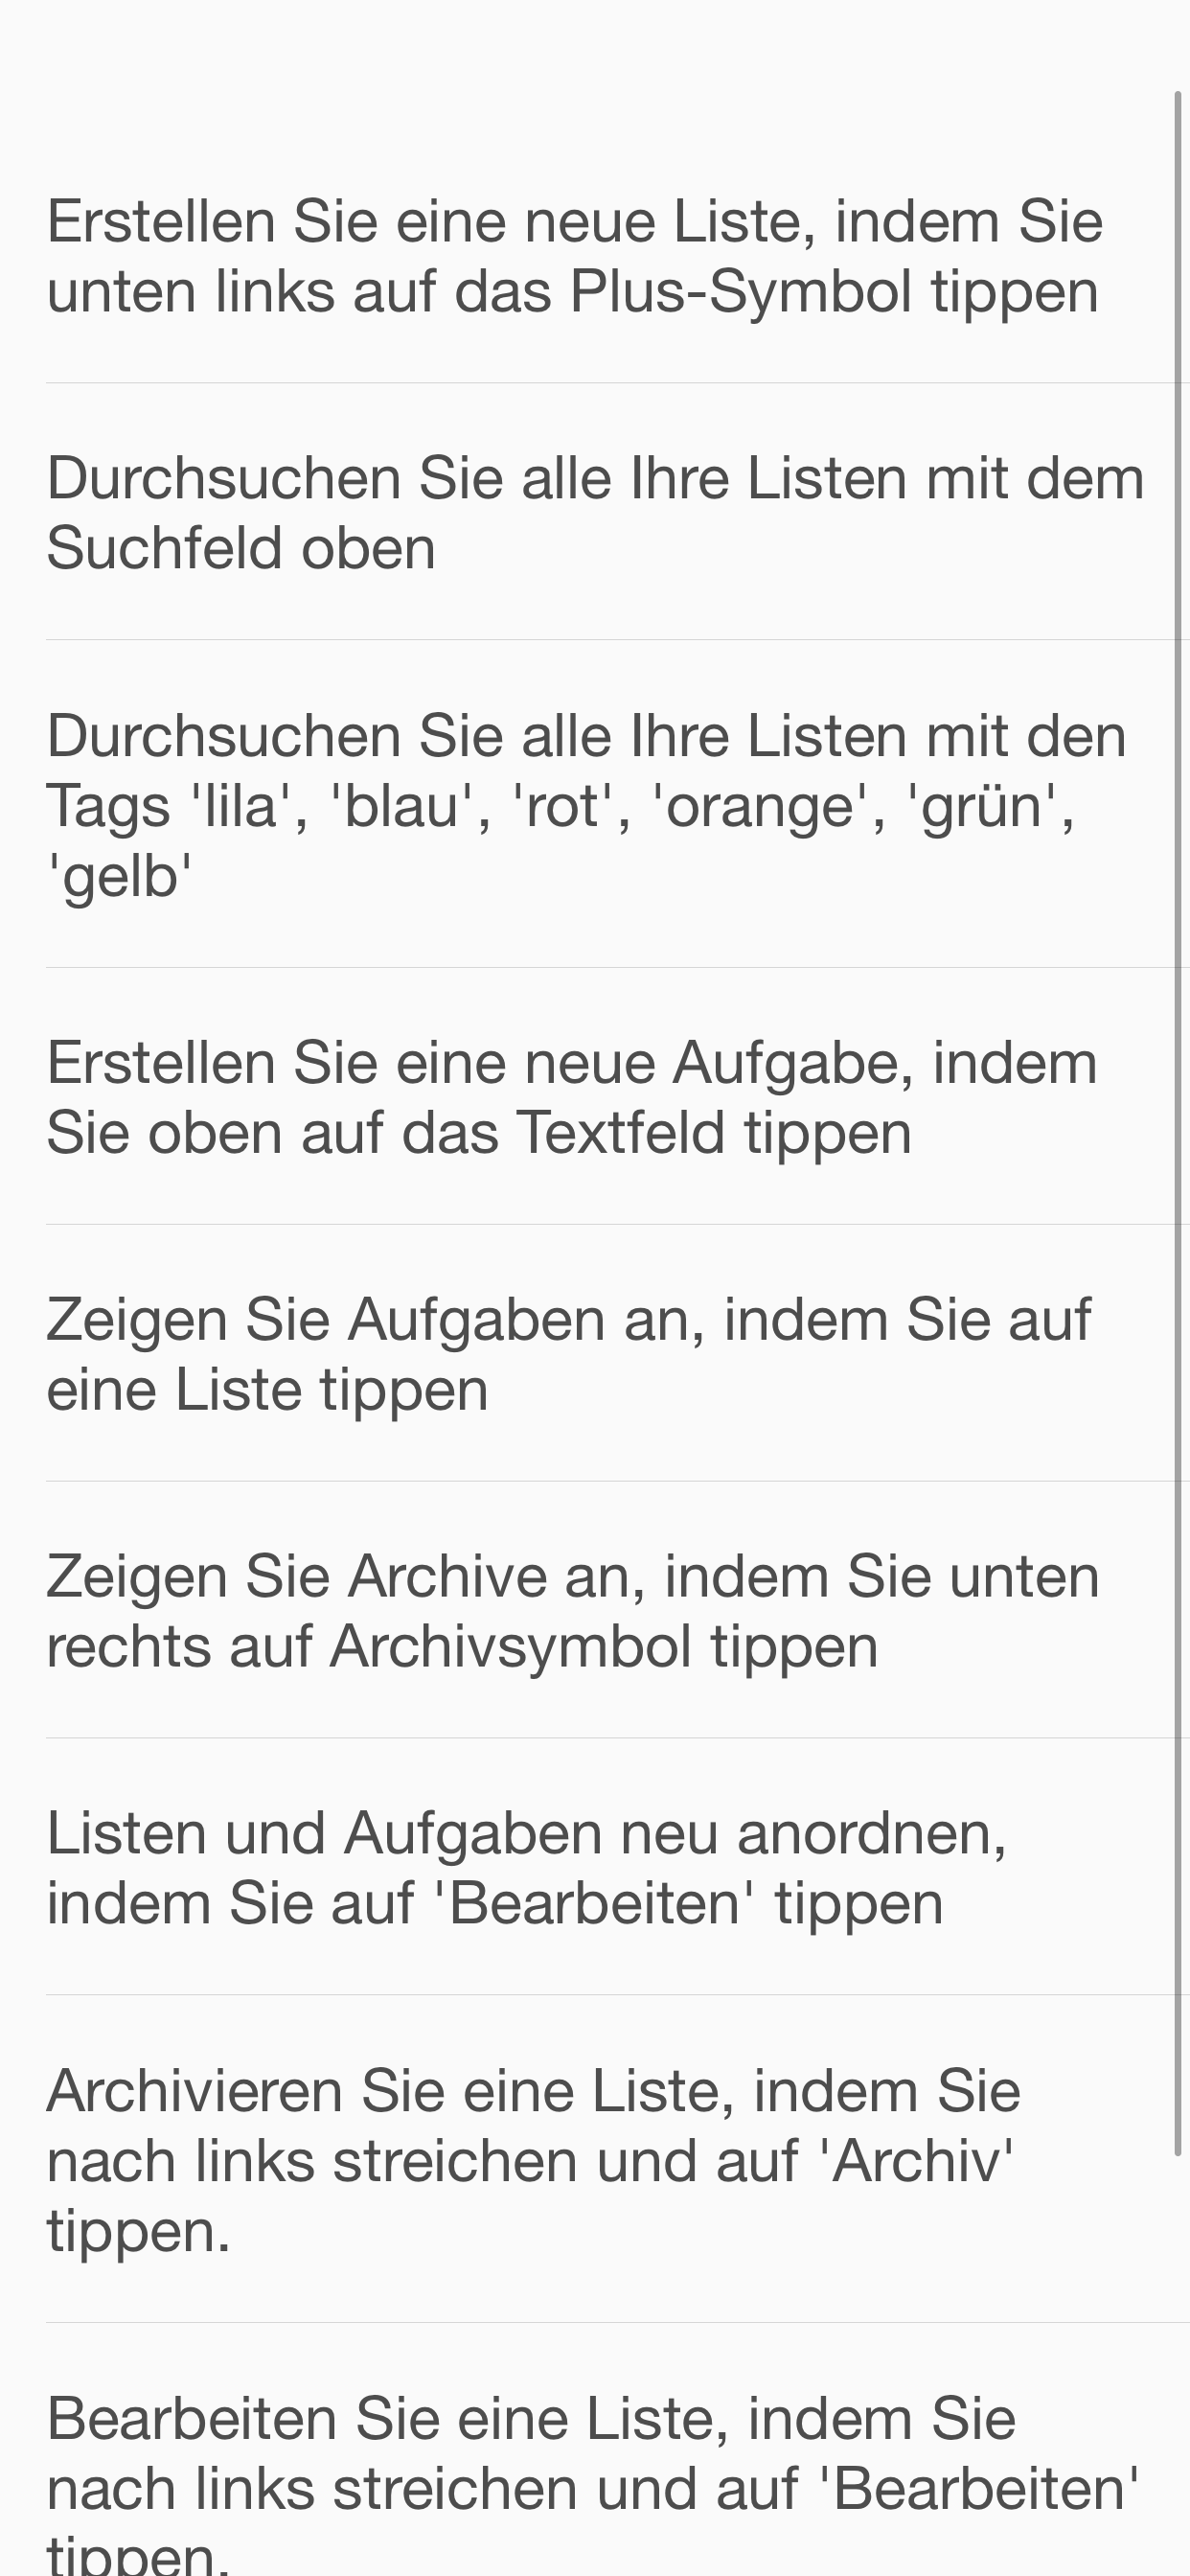 Erstellen Sie eine neue Liste, indem Sie
unten links auf das Plus-Symbol tippen
Durchsuchen Sie alle Ihre Listen mit dem
Suchfeld oben
Durchsuchen Sie alle Ihre Listen mit den
Tags 'lila', 'blau', 'rot', 'orange', 'grün',
'gelb'
Erstellen Sie eine neue Aufgabe, indem
Sie oben auf das Textfeld tippen
Zeigen Sie Aufgaben an, indem Sie auf
eine Liste tippen
Zeigen Sie Archive an, indem Sie unten
rechts auf Archivsymbol tippen
Listen und Aufgaben neu anordnen,
indem Sie auf 'Bearbeiten' tippen
Archivieren Sie eine Liste, indem Sie
nach links streichen und auf 'Archiv'
tippen.
Bearbeiten Sie eine Liste, indem Sie
nach links streichen und auf 'Bearbeiten'
tippen.